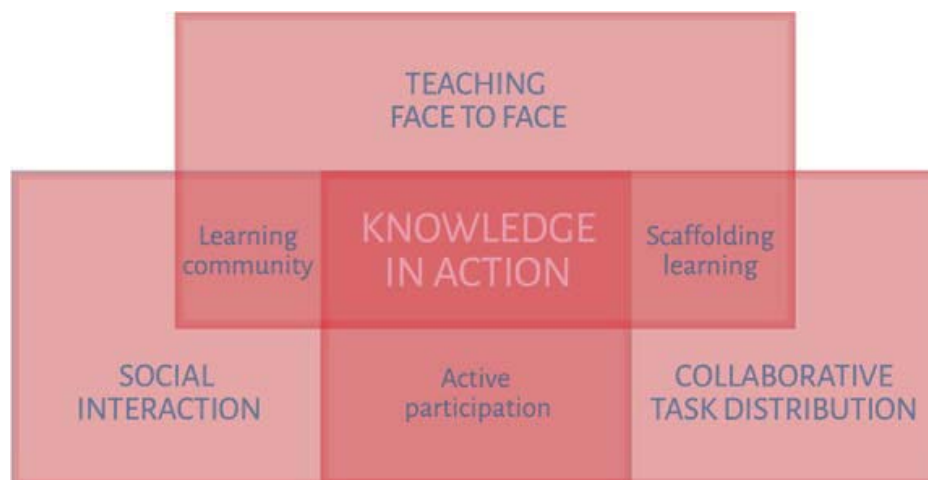 TEACHING
FACE TO FACE
Learning
community
KNOWLEDGE
IN ACTION
Scaffolding
learning
SOCIAL
INTERACTION
Active
participation
COLLABORATIVE
TASK DISTRIBUTION